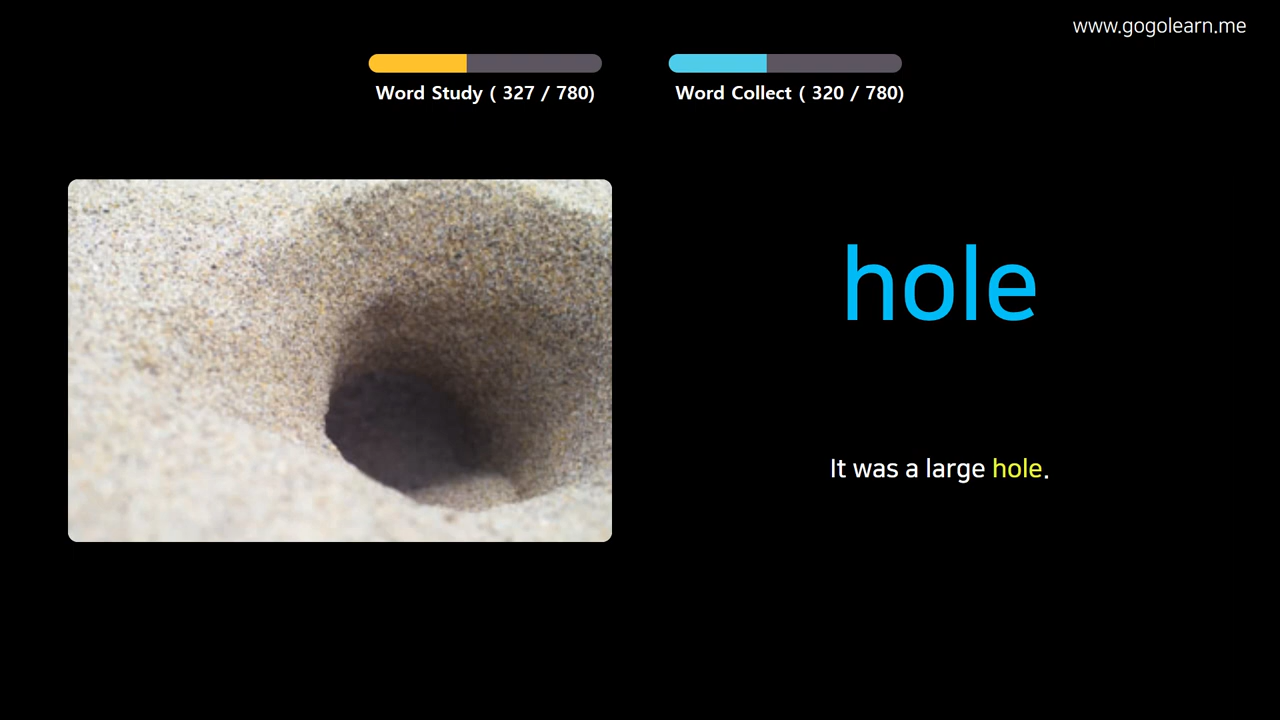 www.gogolearn.me
Word Study ( 327 / 780)
Word Collect ( 320 / 780)
hole
It was a large hole.